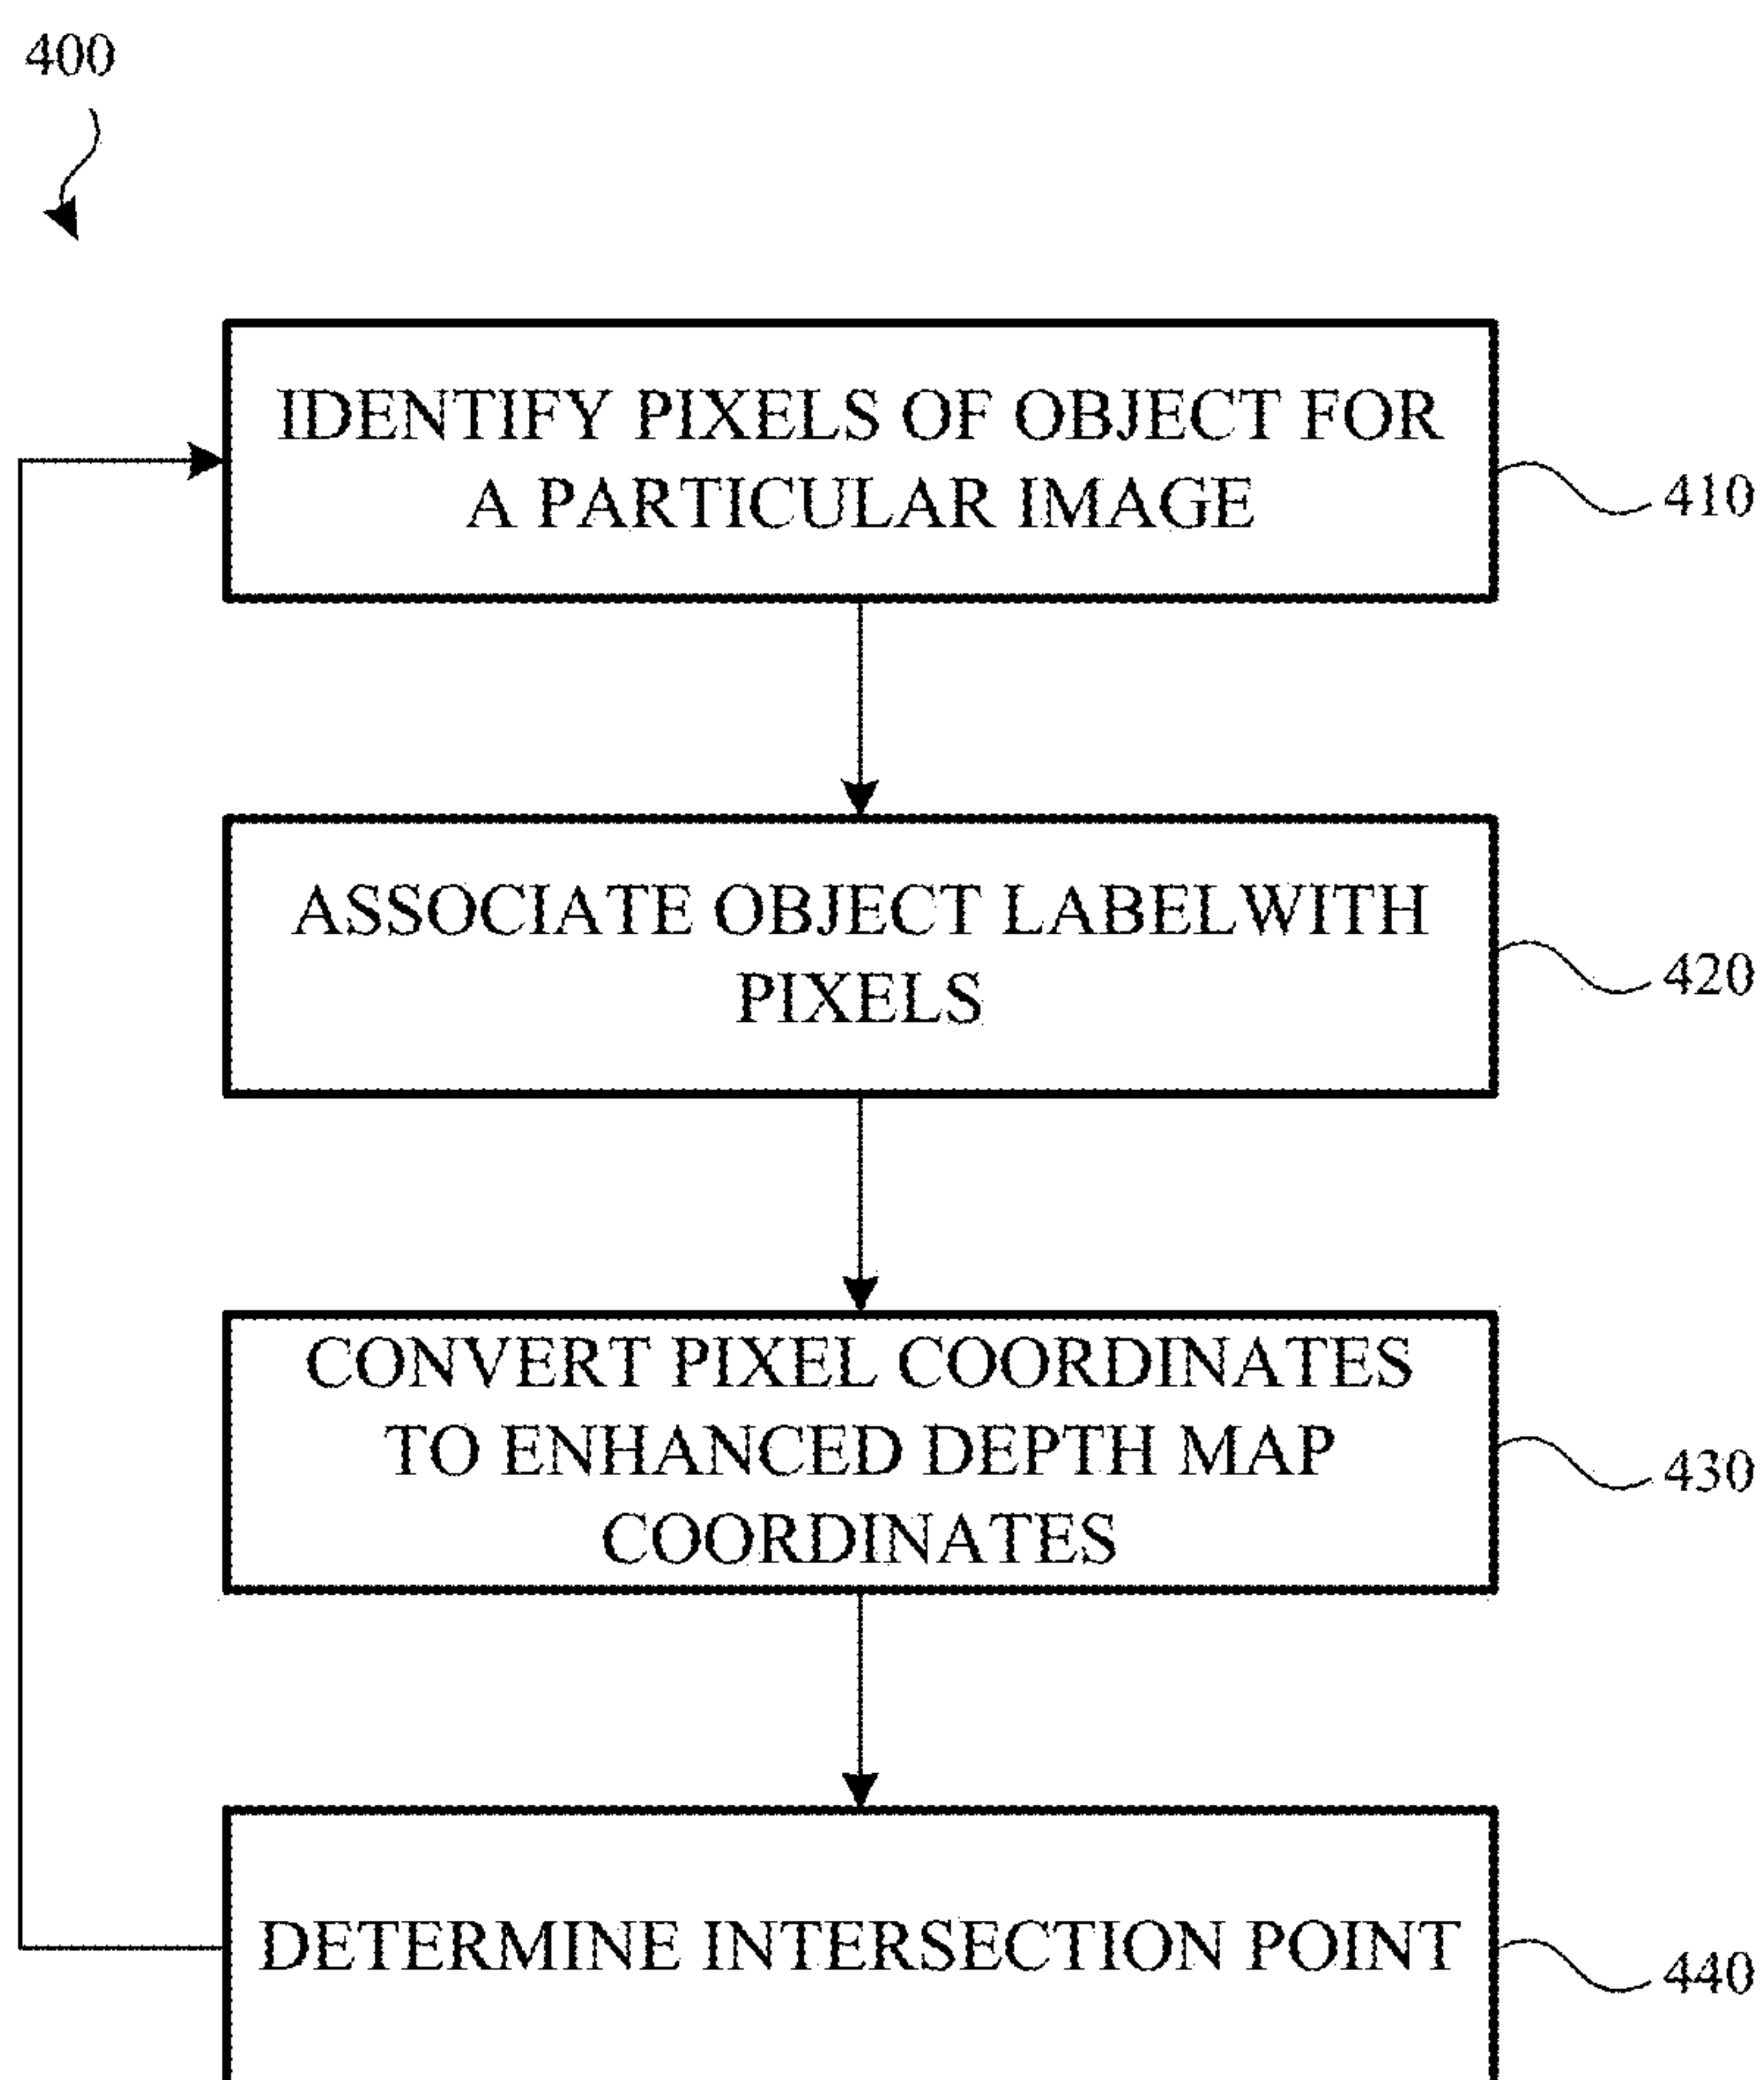 400
IDENTIFY PIXELS OF OBJECT FOR
A PARTICULAR IMAGE
410
ASSOCIATE OBJECT LABELWITH
PIXELS
420
CONVERT PIXEL COORDINATES
TO ENHANCED DEPTH MAP
COORDINATES
430
DETERMINE INTERSECTION POINT
440